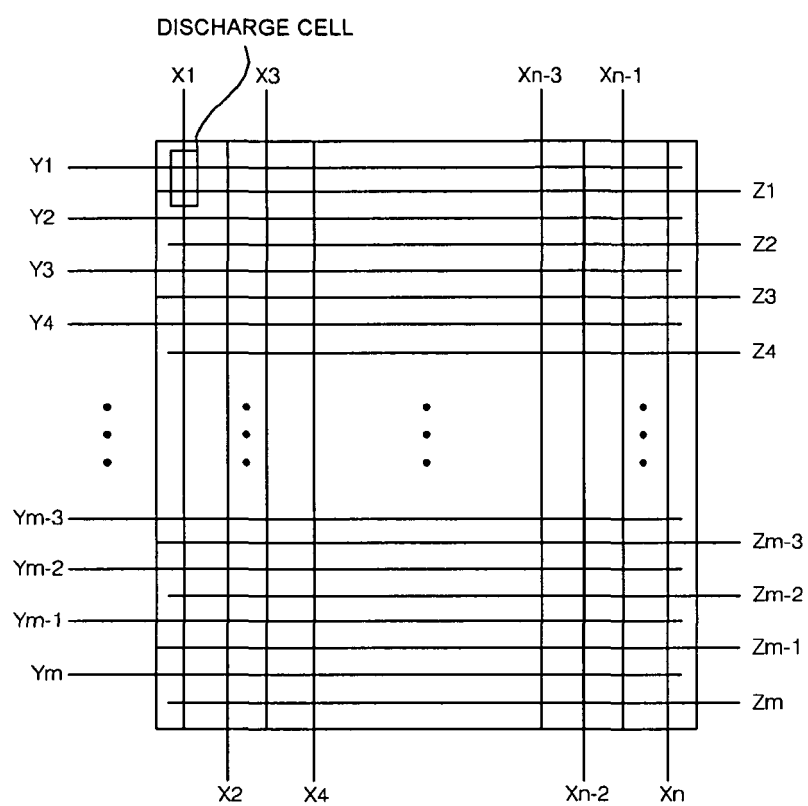 DISCHARGE CELL
X1 X3 Xn-3 Xn-1
Y1
Z1
Y2
Z2
Y3
Z3
Y4
Z4
Ym-3
Zm-3
Ym-2
Zm-2
Ym-1
Zm-1
Ym
Zm
X2 X4 Xn-2 Xn